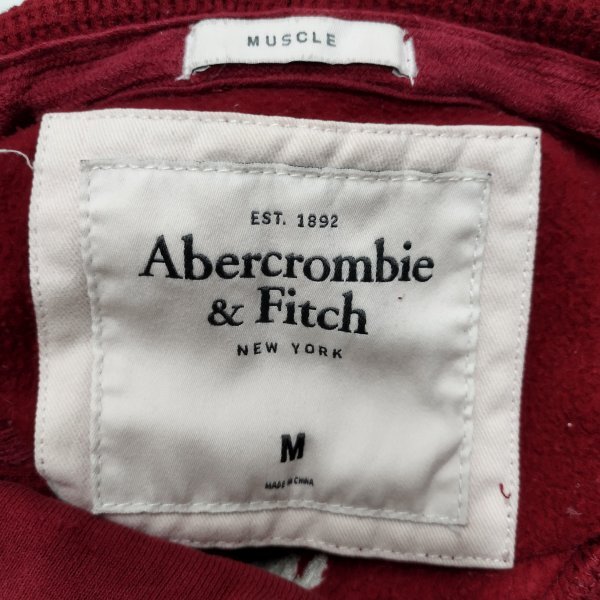 MUSCLE
EST. 1892
Abercrombie
& Fitch
NEW YORK
M
MADE IN CHINA